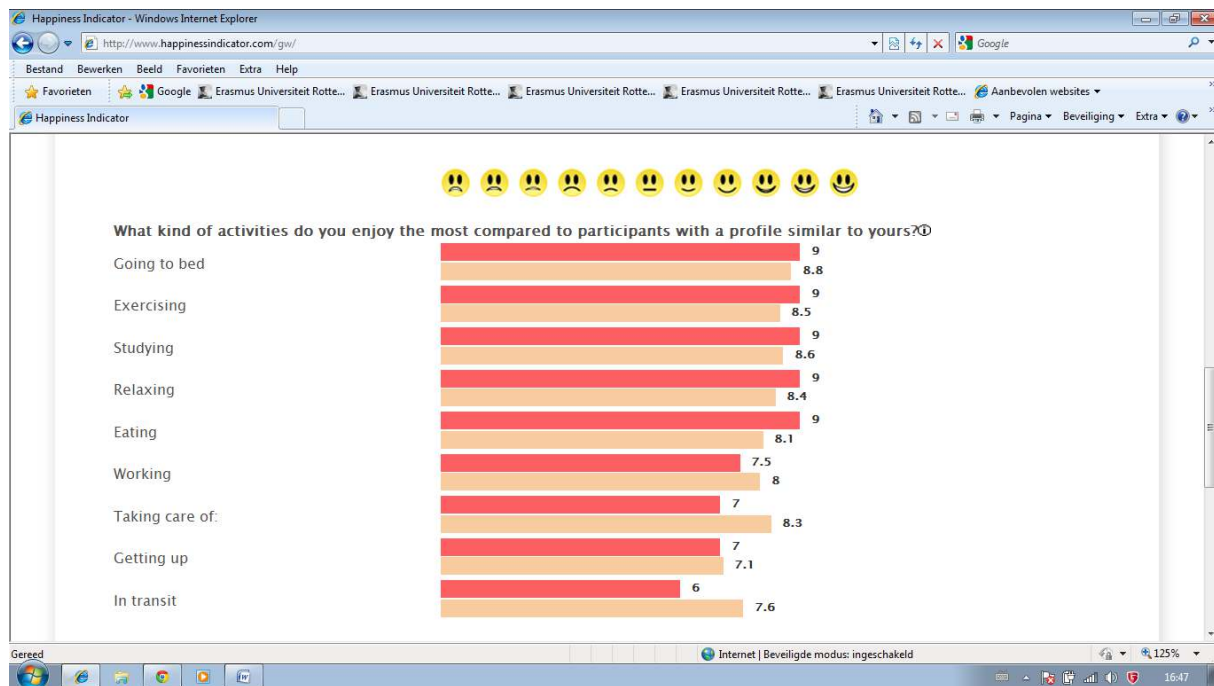 Happiness Indicator - Windows Internet Explorer
http://www.happinessindicator.com/gw/
Google
Bestand Bewerken Beeld Favorieten Extra Help
Favorieten Google Erasmus Universiteit Rotte... Erasmus Universiteit Rotte... Erasmus Universiteit Rotte... Erasmus Universiteit Rotte... Erasmus Universiteit Rotte... Aanbevolen websites
Happiness Indicator Pagina Beveiliging Extra
What kind of activities do you enjoy the most compared to participants with a profile similar to yours?
Going to bed 9
8.8
Exercising 9
8.5
Studying 9
8.6
Relaxing 9
8.4
Eating 9
8.1
Working 7.5
8
Taking care of: 7
8.3
Getting up 7
7.1
In transit 6
7.6
Gereed Internet | Beveiligde modus: ingeschakeld 125%
16:47